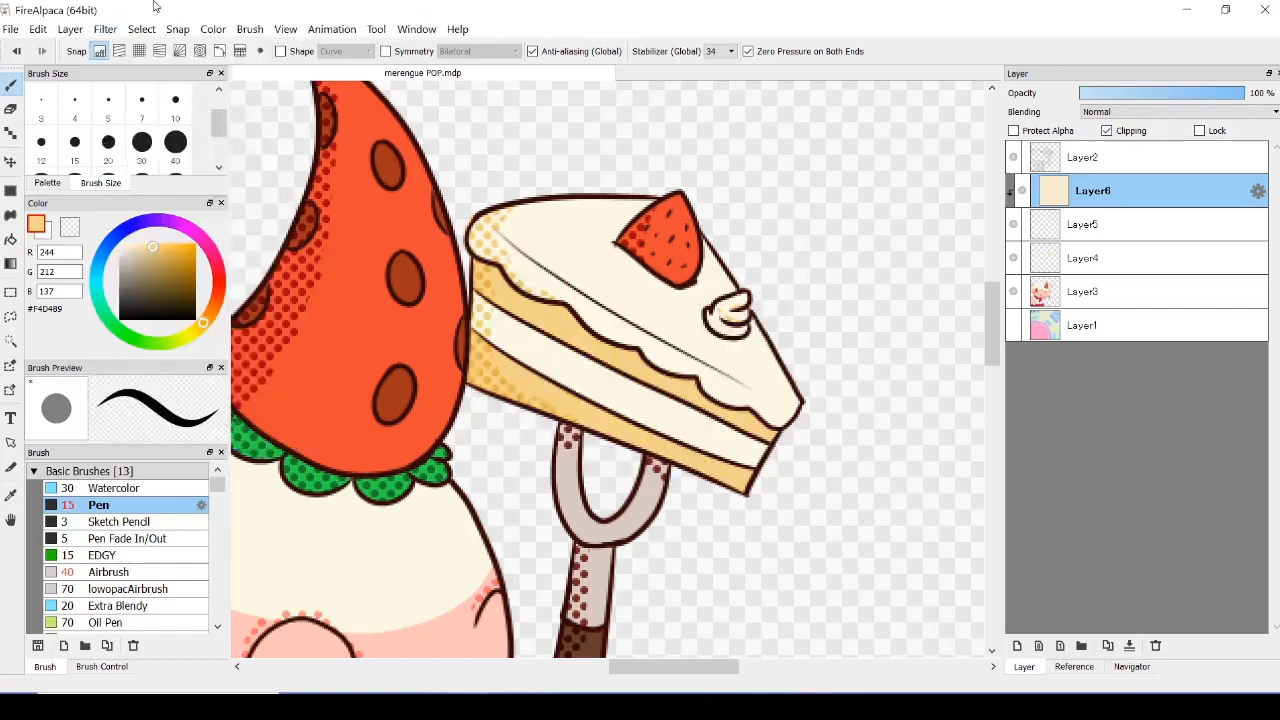 FireAlpaca (64bit)
File Edit Layer Filter Select Snap Color Brush View Animation Tool Window Help
Snap Shape Curve Symmetry Bilateral Anti-aliasing (Global) Stabilizer (Global) 34 Zero Pressure on Both Ends
Brush Size
merengue POP.mdp
3 4 5 7 10
12 15 20 30 40
Palette Brush Size
Color
R 244
G 212
B 137
#F4D489
Brush Preview
Brush
Basic Brushes [13]
30 Watercolor
15 Pen
3 Sketch Pencil
5 Pen Fade In/Out
15 EDGY
40 Airbrush
70 lowopacAirbrush
20 Extra Blendy
70 Oil Pen
Brush Brush Control
Layer
Opacity 100 %
Blending Normal
Protect Alpha Clipping Lock
Layer2
Layer6
Layer5
Layer4
Layer3
Layer1
Layer Reference Navigator